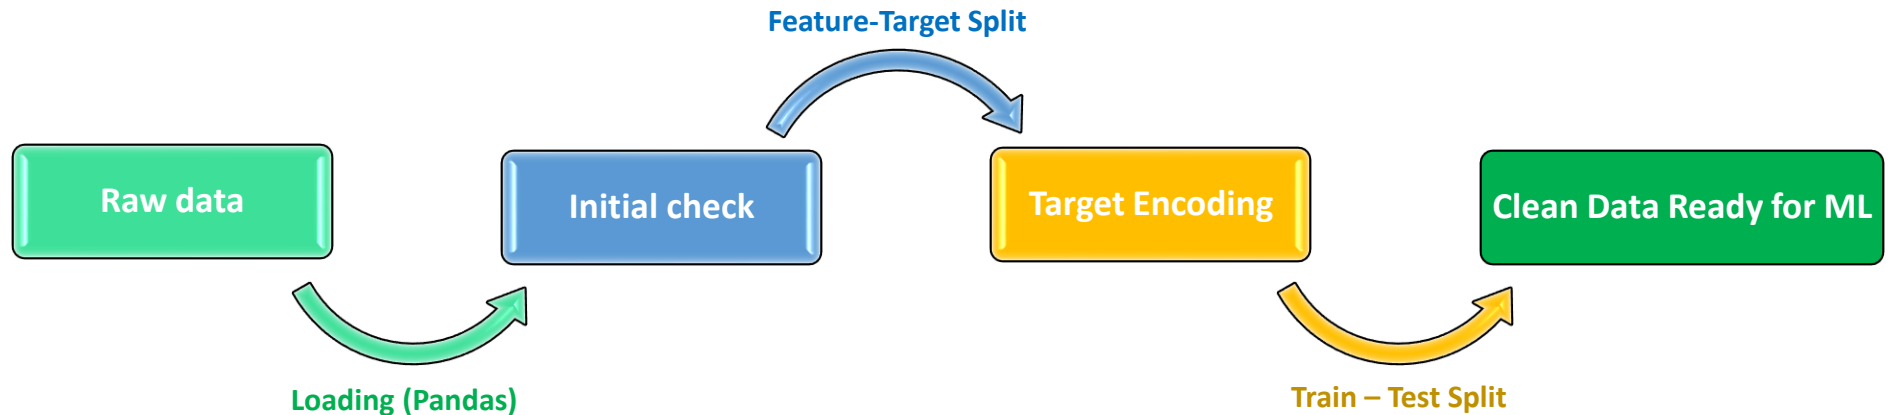 Feature-Target Split
Raw data
Initial check
Target Encoding
Clean Data Ready for ML
Loading (Pandas)
Train – Test Split